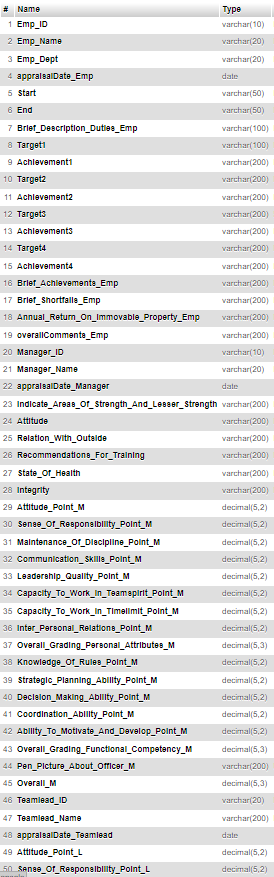 # Name Type
1 Emp_ID varchar(10)
2 Emp_Name varchar(20)
3 Emp_Dept varchar(20)
4 appraisalDate_Emp date
5 Start varchar(50)
6 End varchar(50)
7 Brief_Description_Duties_Emp varchar(100)
8 Target1 varchar(100)
9 Achievement1 varchar(200)
10 Target2 varchar(200)
11 Achievement2 varchar(200)
12 Target3 varchar(200)
13 Achievement3 varchar(200)
14 Target4 varchar(200)
15 Achievement4 varchar(200)
16 Brief_Achievements_Emp varchar(200)
17 Brief_Shortfalls_Emp varchar(200)
18 Annual_Return_On_Immovable_Property_Emp varchar(200)
19 overallComments_Emp varchar(200)
20 Manager_ID varchar(10)
21 Manager_Name varchar(20)
22 appraisalDate_Manager date
23 Indicate_Areas_Of_Strength_And_Lesser_Strength varchar(200)
24 Attitude varchar(200)
25 Relation_With_Outside varchar(200)
26 Recommendations_For_Training varchar(200)
27 State_Of_Health varchar(200)
28 Integrity varchar(200)
29 Attitude_Point_M decimal(5,2)
30 Sense_Of_Responsibility_Point_M decimal(5,2)
31 Maintenance_Of_Discipline_Point_M decimal(5,2)
32 Communication_Skills_Point_M decimal(5,2)
33 Leadership_Quality_Point_M decimal(5,2)
34 Capacity_To_Work_In_Teamspirit_Point_M decimal(5,2)
35 Capacity_To_Work_In_Timelimit_Point_M decimal(5,2)
36 Inter_Personal_Relations_Point_M decimal(5,2)
37 Overall_Grading_Personal_Attributes_M decimal(5,3)
38 Knowledge_Of_Rules_Point_M decimal(5,2)
39 Strategic_Planning_Ability_Point_M decimal(5,2)
40 Decision_Making_Ability_Point_M decimal(5,2)
41 Coordination_Ability_Point_M decimal(5,2)
42 Ability_To_Motivate_And_Develop_Point_M decimal(5,2)
43 Overall_Grading_Functional_Competency_M decimal(5,3)
44 Pen_Picture_About_Officer_M varchar(200)
45 Overall_M decimal(5,3)
46 Teamlead_ID varchar(20)
47 Teamlead_Name varchar(200)
48 appraisalDate_Teamlead date
49 Attitude_Point_L decimal(5,2)
50 Sense_Of_Responsibility_Point_L decimal(5,2)